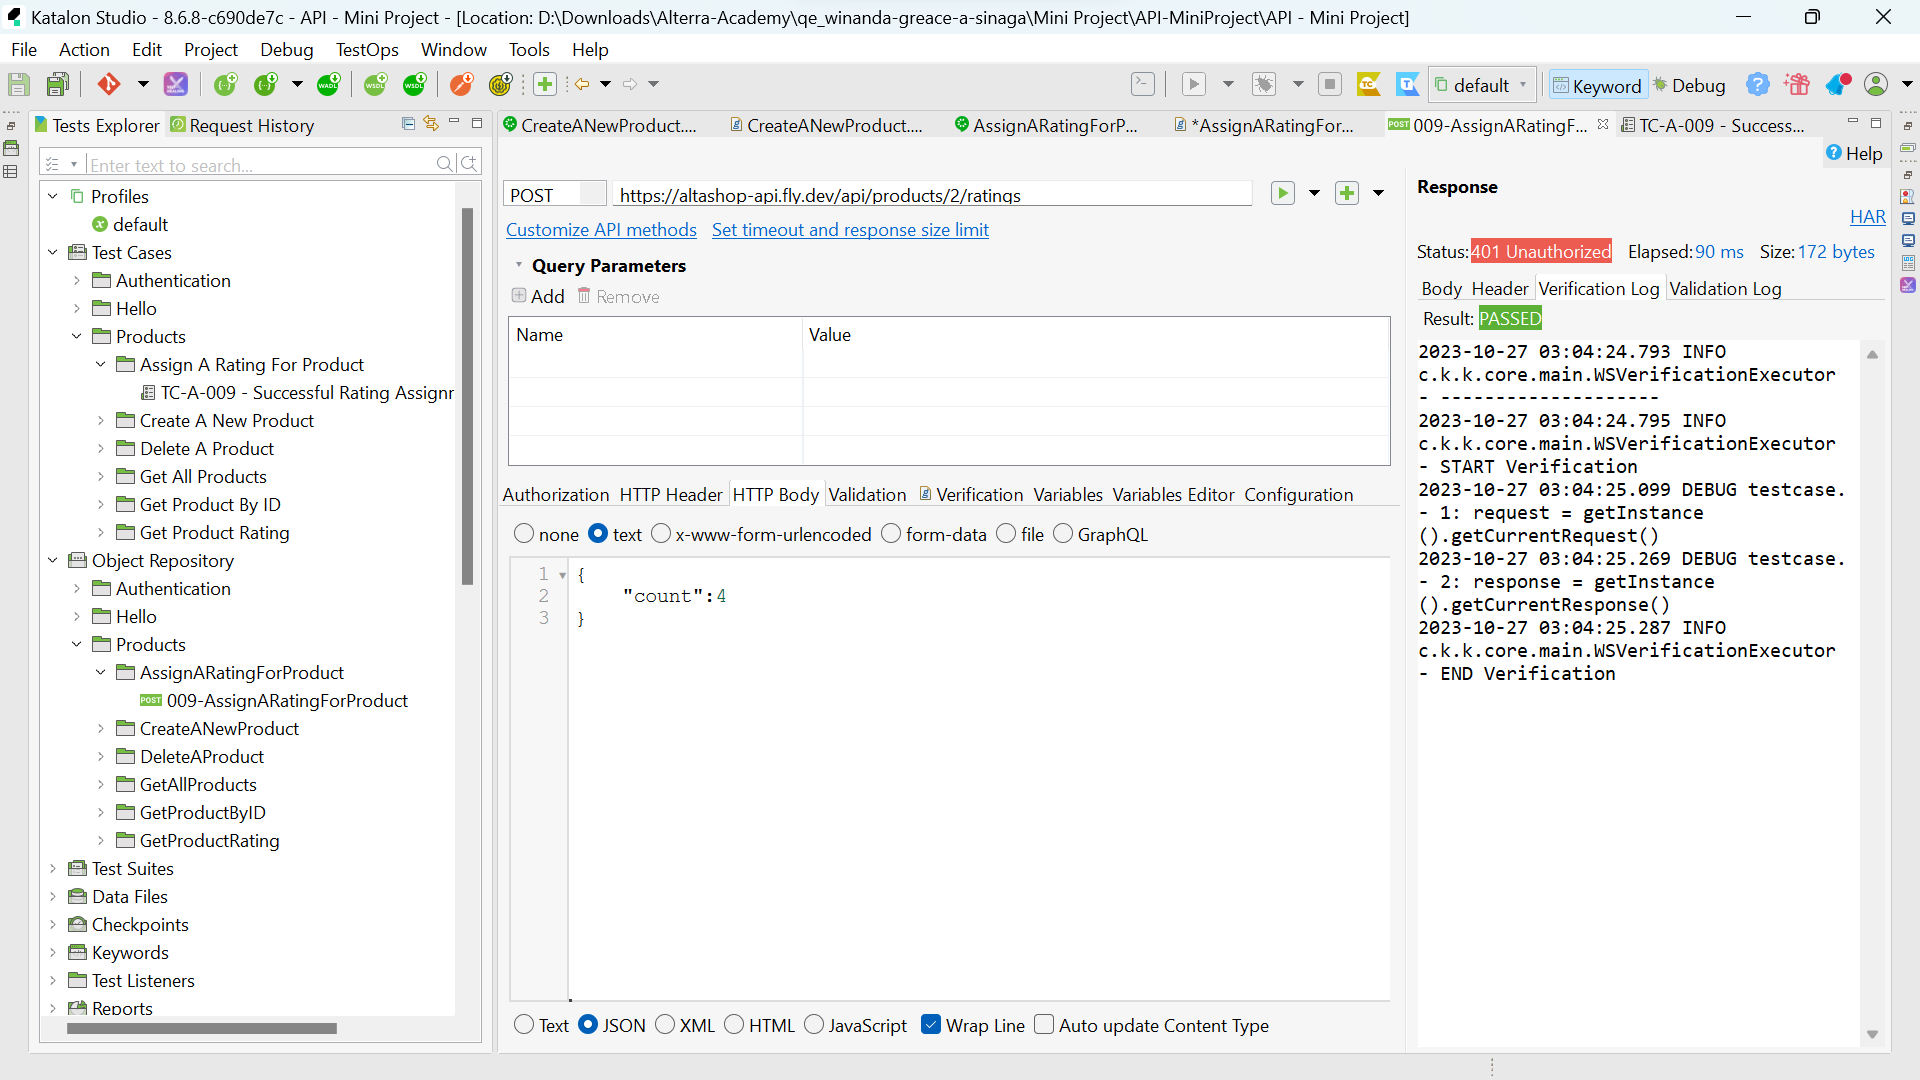 Katalon Studio - 8.6.8-c690de7c - API - Mini Project - [Location: D:\Downloads\Alterra-Academy\qe_winanda-greace-a-sinaga\Mini Project\API-MiniProject\API - Mini Project]
File Action Edit Project Debug TestOps Window Tools Help
default Keyword Debug
Tests Explorer Request History
Enter text to search...
Profiles
default
Test Cases
Authentication
Hello
Products
Assign A Rating For Product
TC-A-009 - Successful Rating Assignr
Create A New Product
Delete A Product
Get All Products
Get Product By ID
Get Product Rating
Object Repository
Authentication
Hello
Products
AssignARatingForProduct
POST 009-AssignARatingForProduct
CreateANewProduct
DeleteAProduct
GetAllProducts
GetProductByID
GetProductRating
Test Suites
Data Files
Checkpoints
Keywords
Test Listeners
Reports
CreateANewProduct.... CreateANewProduct.... AssignARatingForP... *AssignARatingFor... POST 009-AssignARatingF... TC-A-009 - Success...
Help
POST https://altashop-api.fly.dev/api/products/2/ratings
Customize API methods Set timeout and response size limit
Query Parameters
Add Remove
Name Value
Authorization HTTP Header HTTP Body Validation Verification Variables Variables Editor Configuration
none text x-www-form-urlencoded form-data file GraphQL
1 {
2 "count":4
3 }
Text JSON XML HTML JavaScript Wrap Line Auto update Content Type
Response
HAR
Status: 401 Unauthorized Elapsed: 90 ms Size: 172 bytes
Body Header Verification Log Validation Log
Result: PASSED
2023-10-27 03:04:24.793 INFO
c.k.k.core.main.WSVerificationExecutor
- --------------------
2023-10-27 03:04:24.795 INFO
c.k.k.core.main.WSVerificationExecutor
- START Verification
2023-10-27 03:04:25.099 DEBUG testcase.
- 1: request = getInstance
().getCurrentRequest()
2023-10-27 03:04:25.269 DEBUG testcase.
- 2: response = getInstance
().getCurrentResponse()
2023-10-27 03:04:25.287 INFO
c.k.k.core.main.WSVerificationExecutor
- END Verification